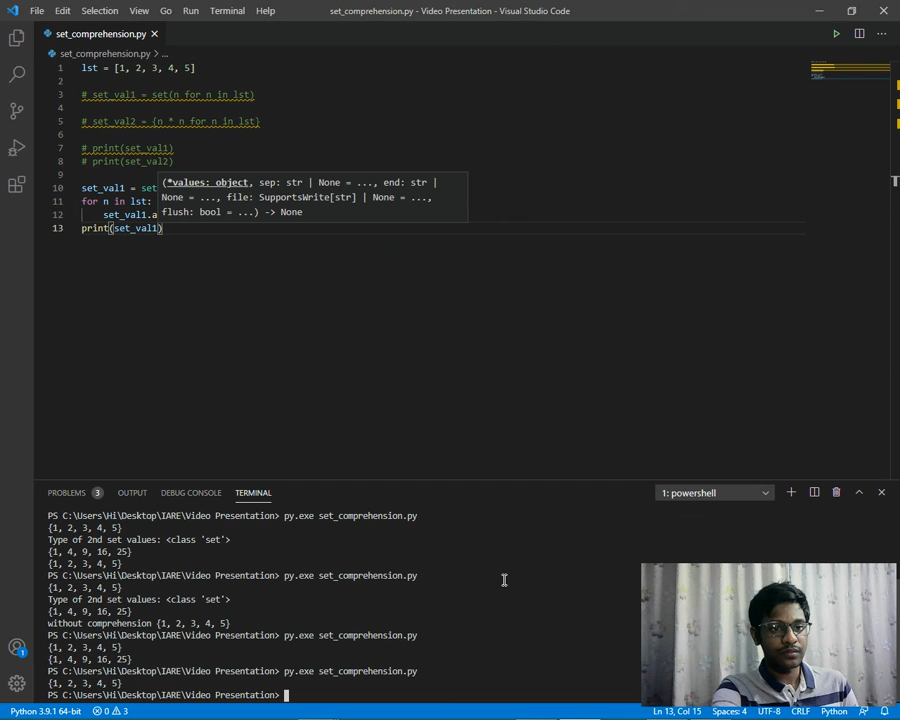 File Edit Selection View Go Run Terminal Help set_comprehension.py - Video Presentation - Visual Studio Code
set_comprehension.py
set_comprehension.py > ...
1 lst = [1, 2, 3, 4, 5]
2
3 # set_val1 = set(n for n in lst)
4
5 # set_val2 = {n * n for n in lst}
6
7 # print(set_val1)
8 # print(set_val2)
9
10 set_val1 = set
11 for n in lst:
12 set_val1.a
13 print(set_val1)
(*values: object, sep: str |
None = ..., end: str |
None = ..., file: SupportsWrite[str] | None = ...,
flush: bool = ...) -> None
PROBLEMS 3 OUTPUT DEBUG CONSOLE TERMINAL 1: powershell
PS C:\Users\Hi\Desktop\IARE\Video Presentation> py.exe set_comprehension.py
{1, 2, 3, 4, 5}
Type of 2nd set values: <class 'set'>
{1, 4, 9, 16, 25}
{1, 2, 3, 4, 5}
PS C:\Users\Hi\Desktop\IARE\Video Presentation> py.exe set_comprehension.py
{1, 2, 3, 4, 5}
Type of 2nd set values: <class 'set'>
{1, 4, 9, 16, 25}
without comprehension {1, 2, 3, 4, 5}
PS C:\Users\Hi\Desktop\IARE\Video Presentation> py.exe set_comprehension.py
{1, 2, 3, 4, 5}
{1, 4, 9, 16, 25}
PS C:\Users\Hi\Desktop\IARE\Video Presentation> py.exe set_comprehension.py
{1, 2, 3, 4, 5}
PS C:\Users\Hi\Desktop\IARE\Video Presentation>
1
Python 3.9.1 64-bit 0 3 Ln 13, Col 15 Spaces: 4 UTF-8 CRLF Python